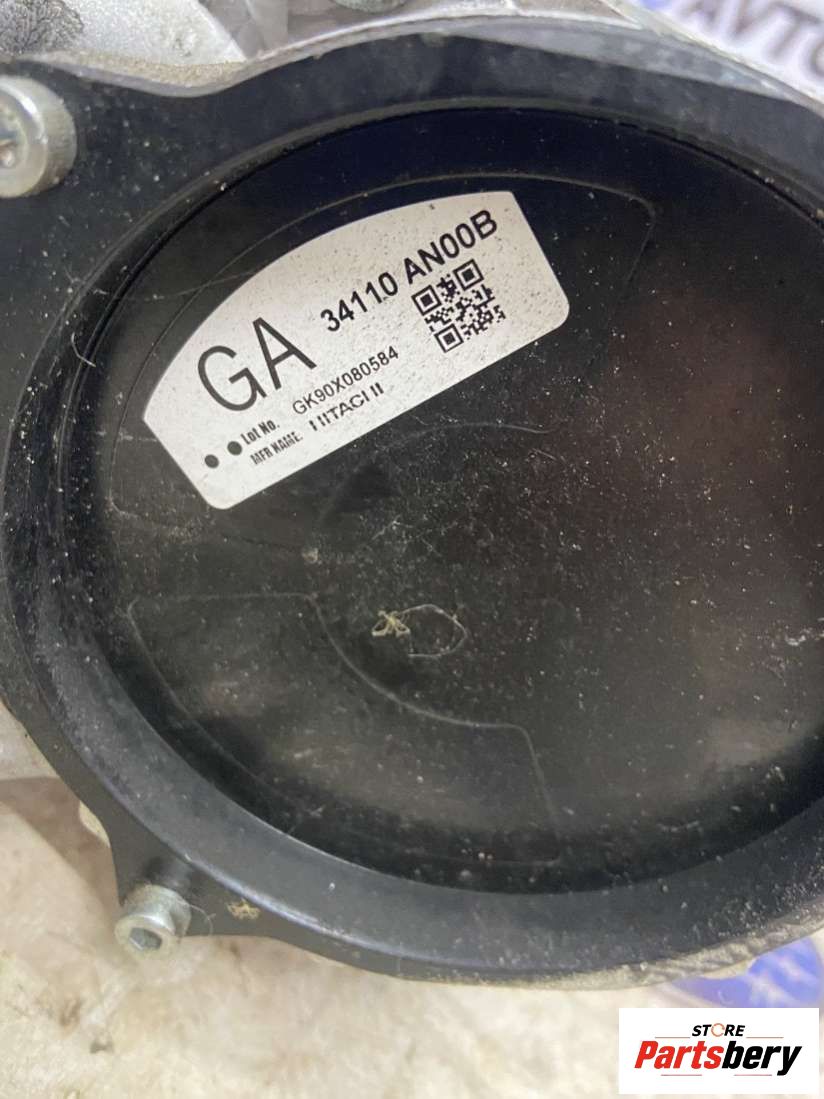 AVTO
GA 34110 AN00B
Lot No. GK90X080584
MFR NAME. HITACHI
STORE
Partsbery